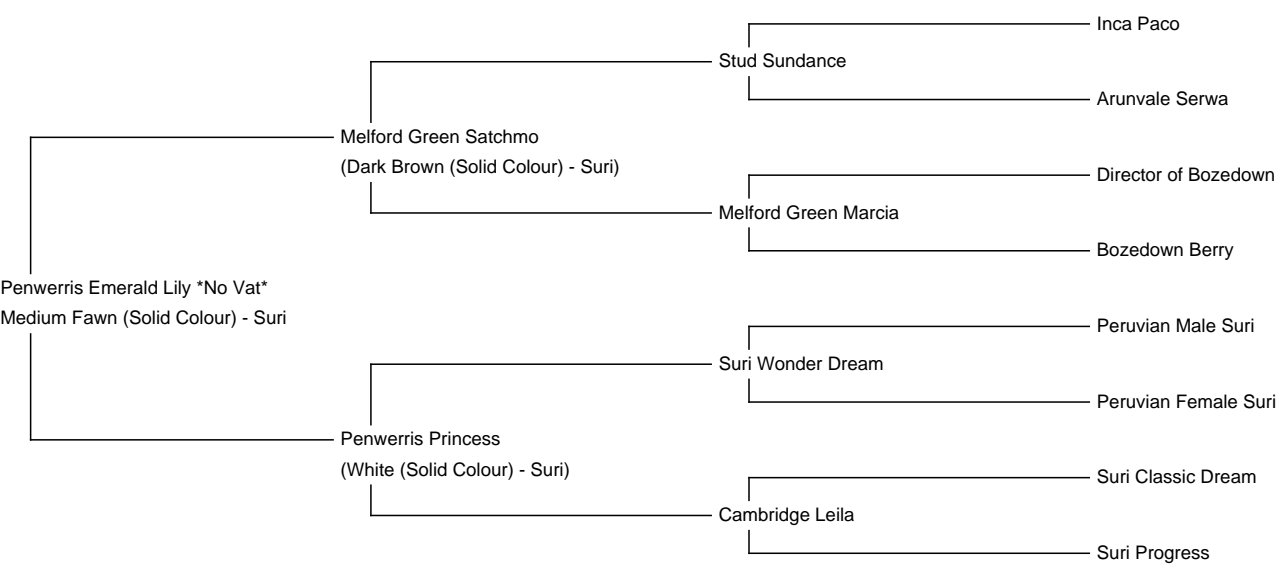 Inca Paco
Stud Sundance
Arunvale Serwa
Melford Green Satchmo
(Dark Brown (Solid Colour) - Suri)
Director of Bozedown
Melford Green Marcia
Bozedown Berry
Penwerris Emerald Lily *No Vat*
Medium Fawn (Solid Colour) - Suri
Peruvian Male Suri
Suri Wonder Dream
Peruvian Female Suri
Penwerris Princess
(White (Solid Colour) - Suri)
Suri Classic Dream
Cambridge Leila
Suri Progress